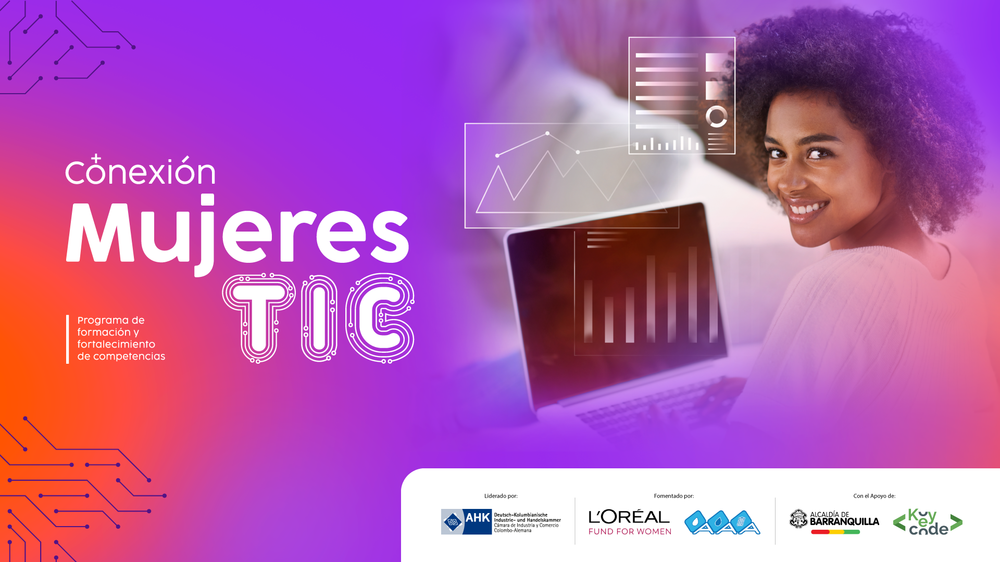 Conexión
Mujeres
TIC
Programa de
formación y
fortalecimiento
de competencias
Liderado por:
AHK
Deutsch-Kolumbianische
Industrie- und Handelskammer
Cámara de Industria y Comercio
Colombo-Alemana
Fomentado por:
L'ORÉAL
FUND FOR WOMEN
AAA
Con el Apoyo de:
ALCALDÍA DE
BARRANQUILLA
<Kuy
ey
code>